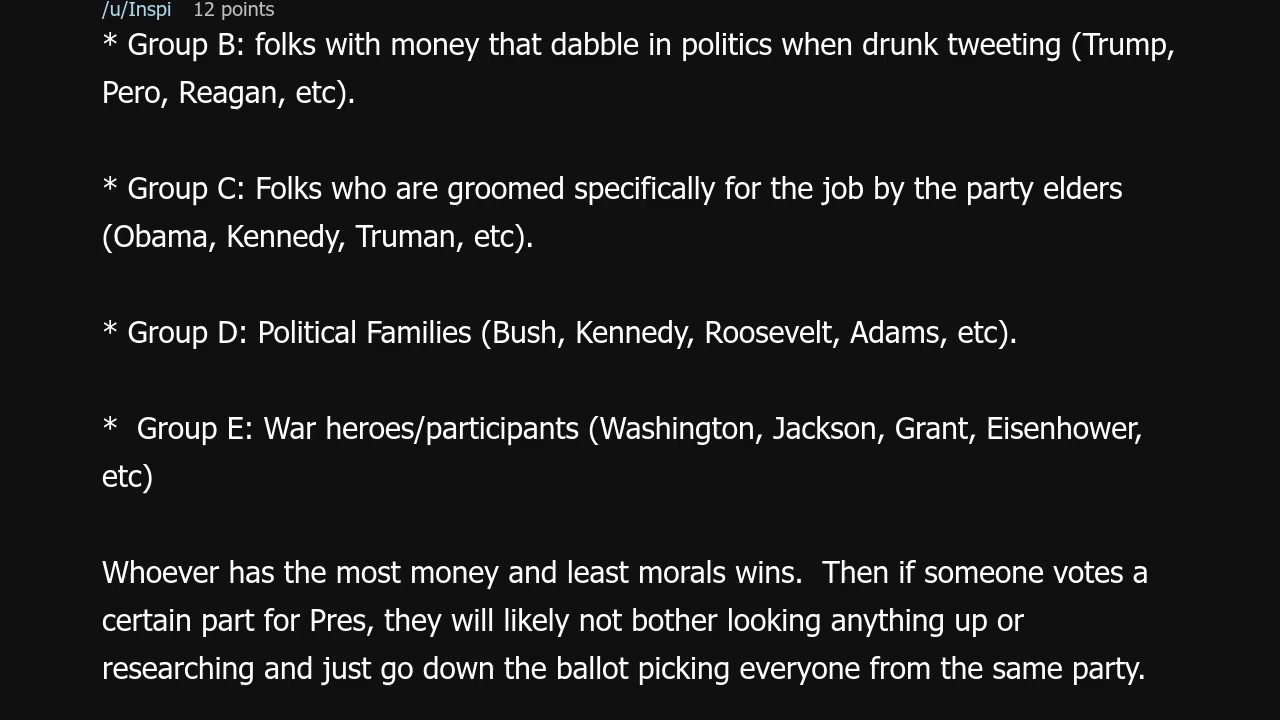 /u/Inspi 12 points
* Group B: folks with money that dabble in politics when drunk tweeting (Trump,
Pero, Reagan, etc).
* Group C: Folks who are groomed specifically for the job by the party elders
(Obama, Kennedy, Truman, etc).
* Group D: Political Families (Bush, Kennedy, Roosevelt, Adams, etc).
*  Group E: War heroes/participants (Washington, Jackson, Grant, Eisenhower,
etc)
Whoever has the most money and least morals wins.  Then if someone votes a
certain part for Pres, they will likely not bother looking anything up or
researching and just go down the ballot picking everyone from the same party.